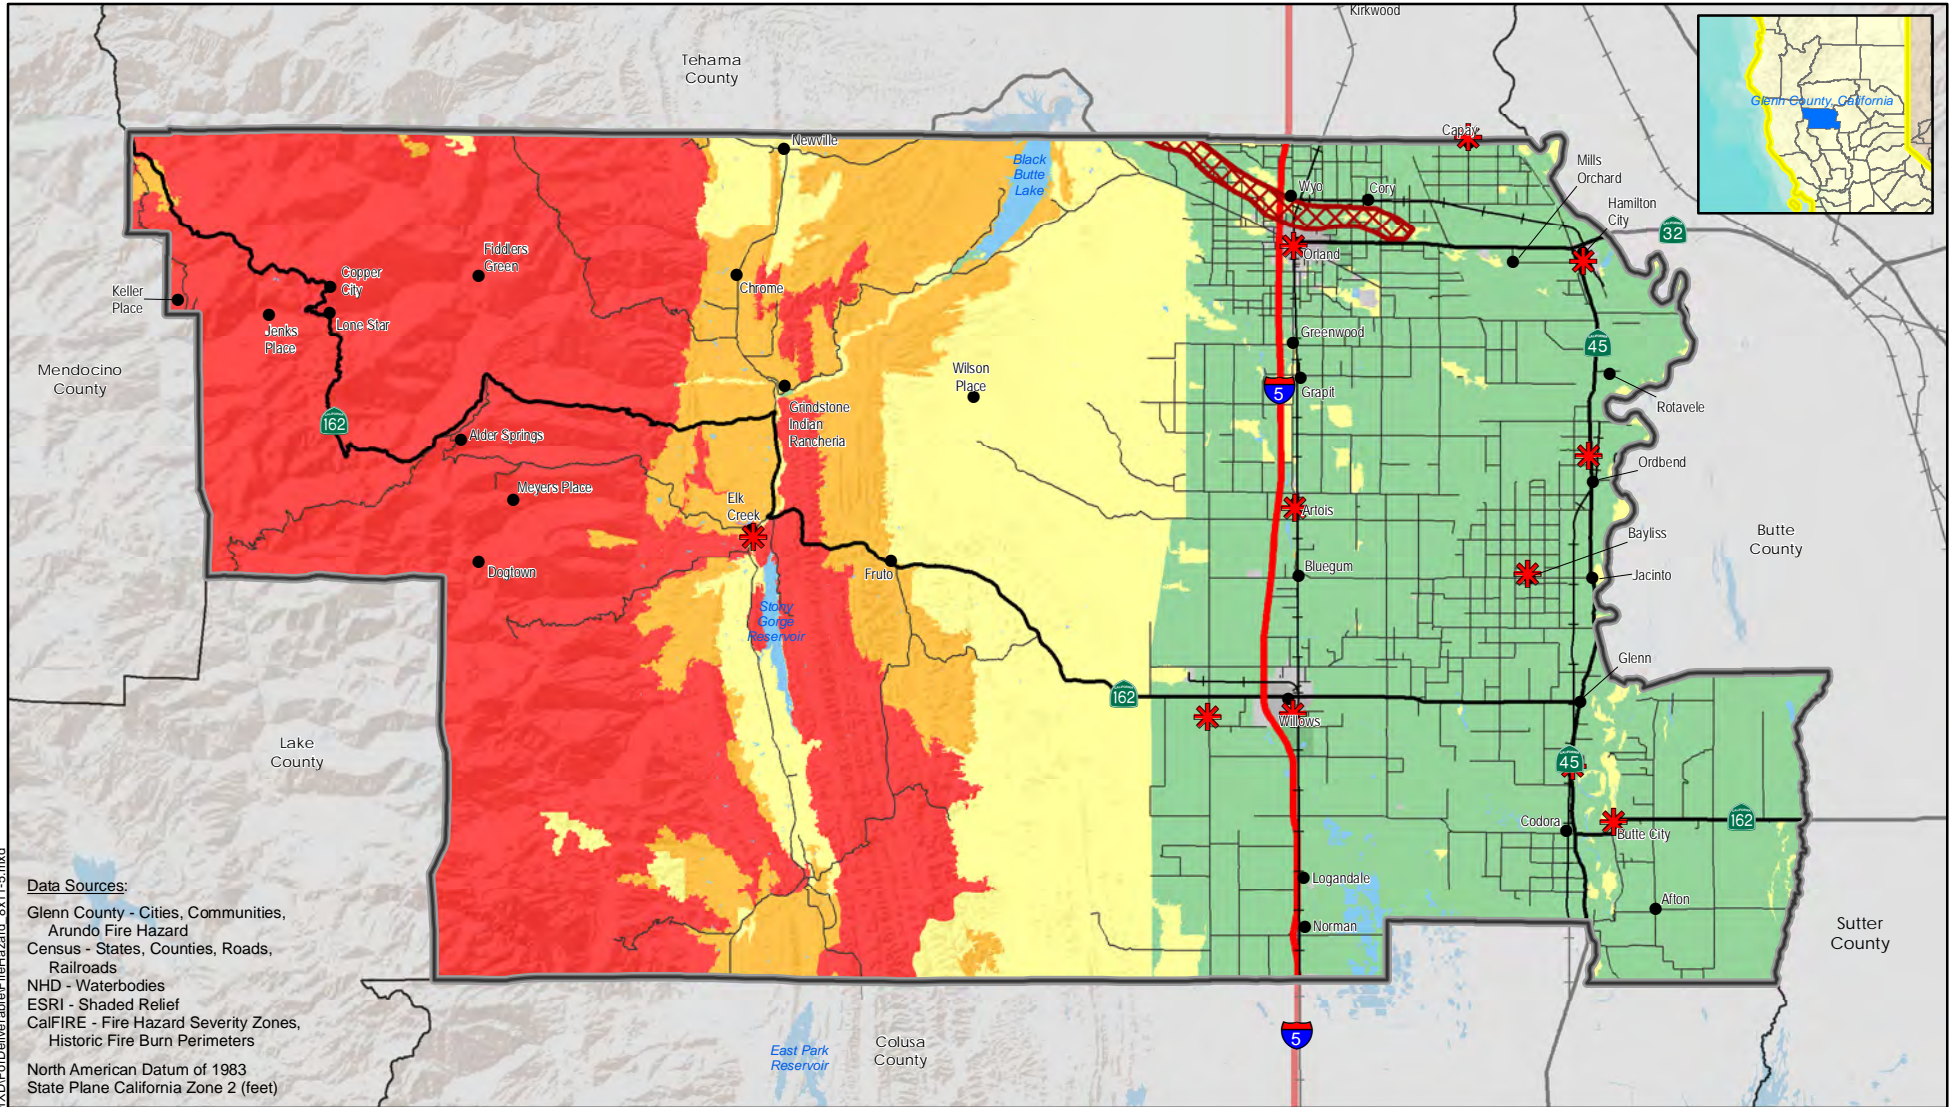 Kirkwood
Tehama
County
Glenn County, California
Capay
Newville
Black
Butte
Lake
Mills
Orchard
Wyo
Cory
Hamilton
City
32
Orland
Fiddlers
Green
Copper
City
Chrome
Keller
Place
Lone Star
Jenks
Place
Greenwood
45
Mendocino
County
Wilson
Place
5
Grapit
Rotavele
Grindstone
Indian
Rancheria
162
Alder Springs
Ordbend
Meyers Place
Elk
Creek
Artois
Butte
County
Bayliss
Fruto
Bluegum
Jacinto
Dogtown
Stony
Gorge
Reservoir
Glenn
162
Willows
Lake
County
45
Codora
162
Butte City
Logandale
Afton
Norman
Sutter
County
Data Sources:
Glenn County - Cities, Communities,
Arundo Fire Hazard
Census - States, Counties, Roads,
Railroads
NHD - Waterbodies
ESRI - Shaded Relief
CalFIRE - Fire Hazard Severity Zones,
Historic Fire Burn Perimeters
North American Datum of 1983
State Plane California Zone 2 (feet)
East Park
Reservoir
Colusa
County
5